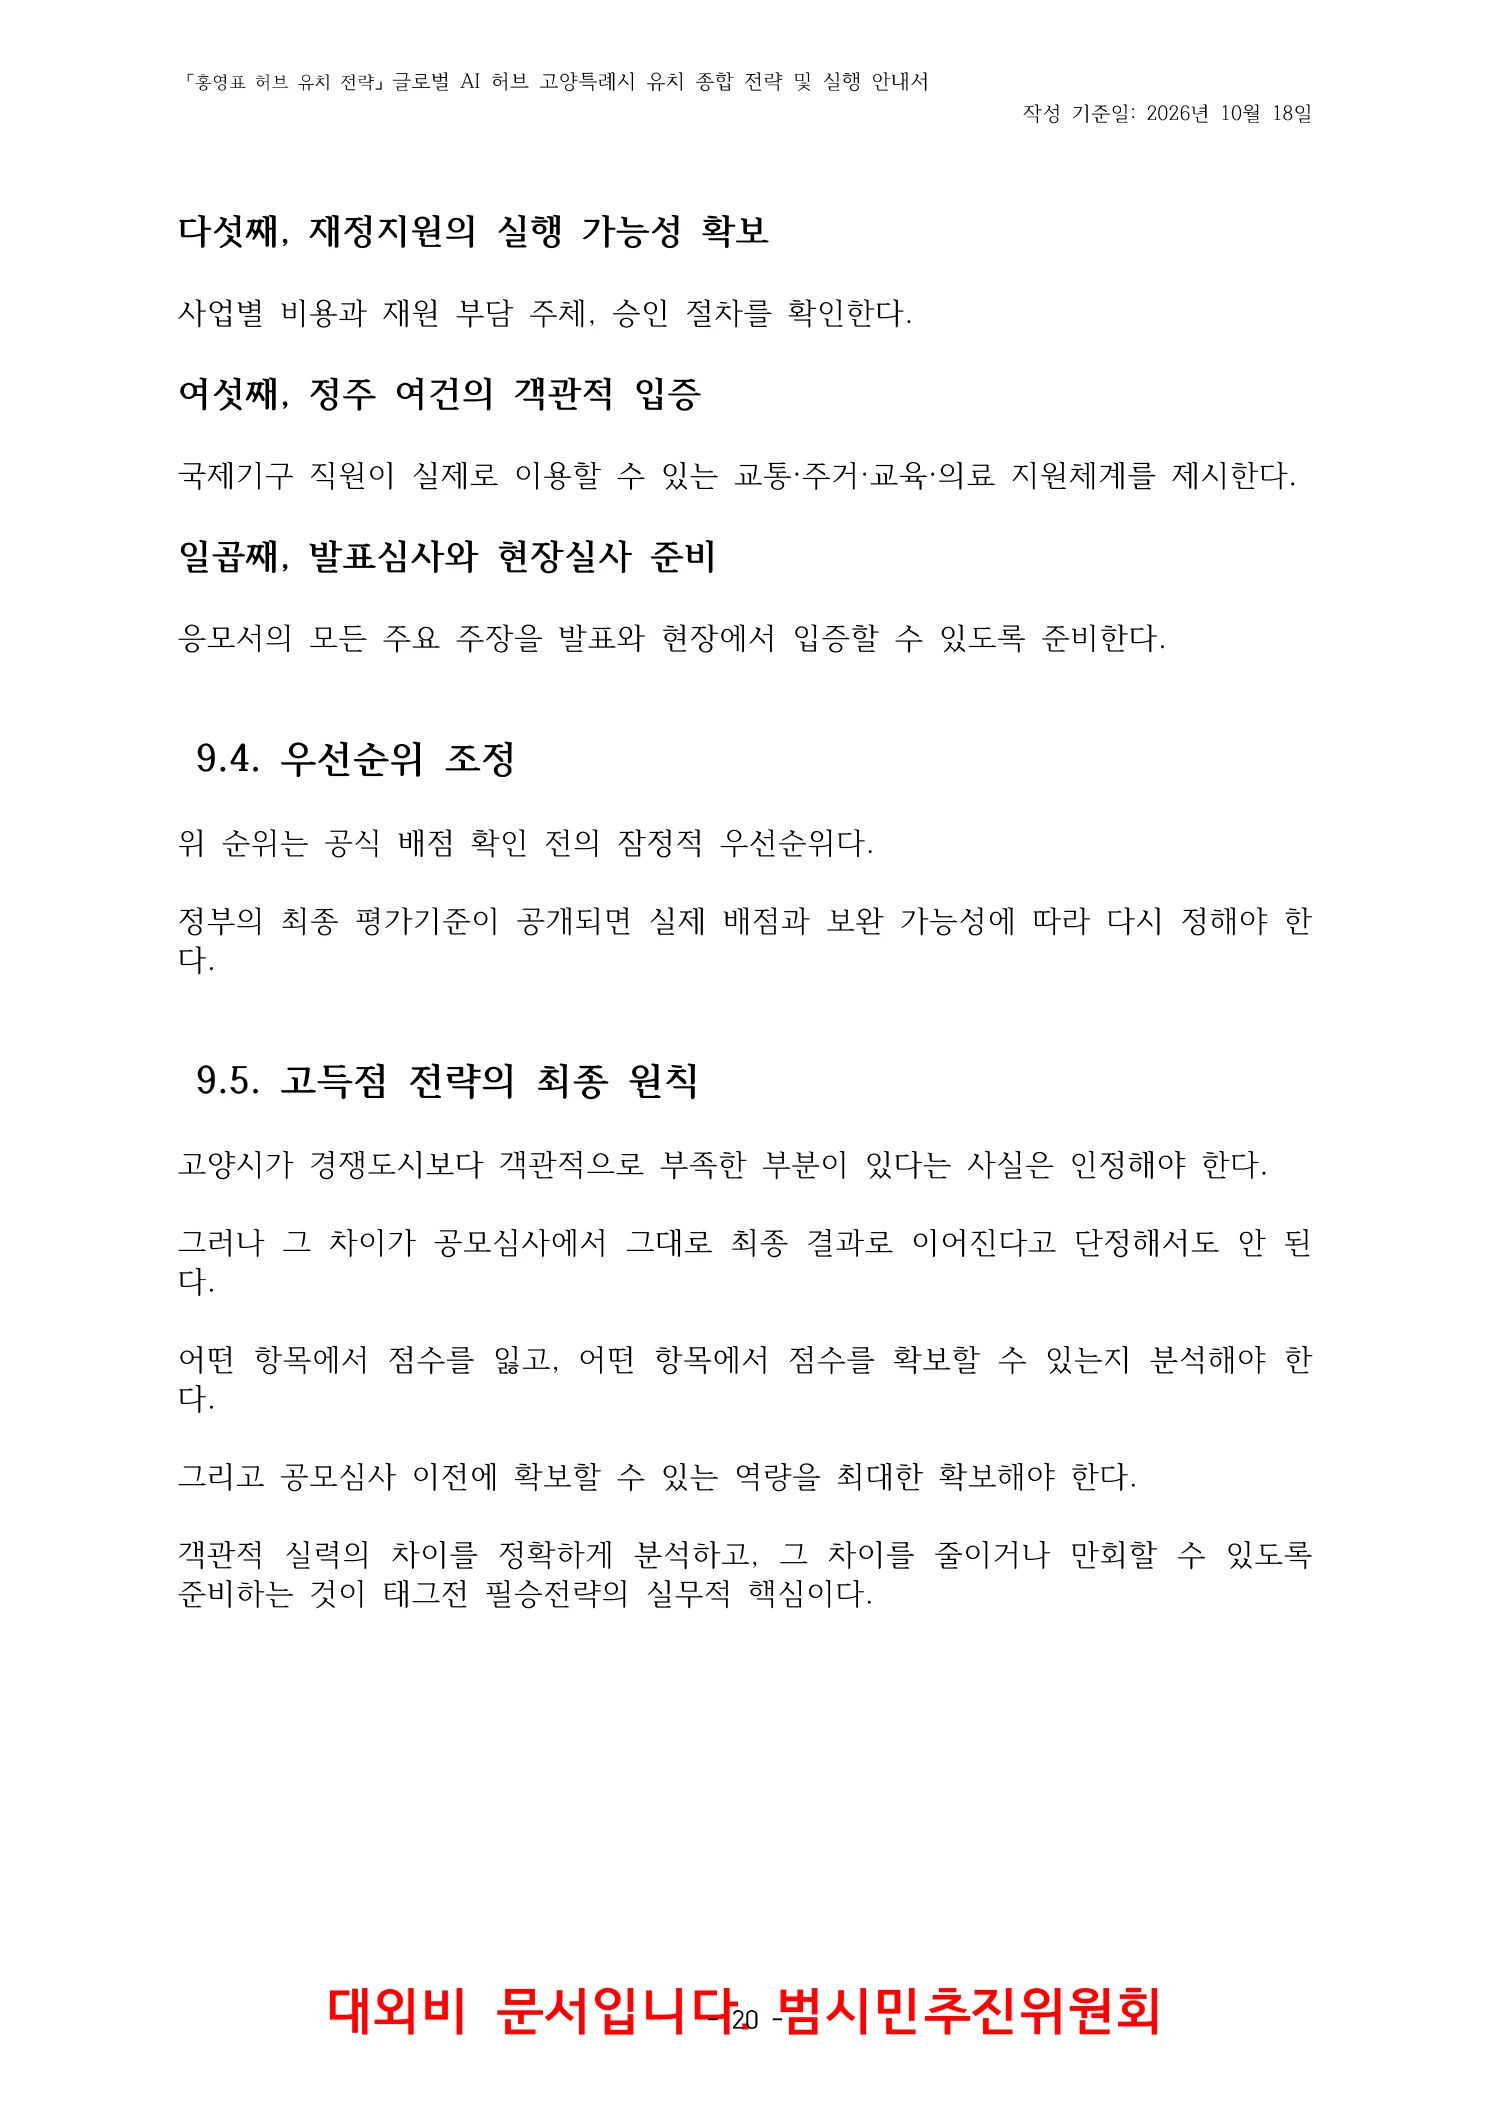 「홍영표 허브 유치 전략」글로벌 AI 허브 고양특례시 유치 종합 전략 및 실행 안내서
작성 기준일: 2026년 10월 18일
다섯째, 재정지원의 실행 가능성 확보
사업별 비용과 재원 부담 주체, 승인 절차를 확인한다.
여섯째, 정주 여건의 객관적 입증
국제기구 직원이 실제로 이용할 수 있는 교통·주거·교육·의료 지원체계를 제시한다.
일곱째, 발표심사와 현장실사 준비
응모서의 모든 주요 주장을 발표와 현장에서 입증할 수 있도록 준비한다.
9.4. 우선순위 조정
위 순위는 공식 배점 확인 전의 잠정적 우선순위다.
정부의 최종 평가기준이 공개되면 실제 배점과 보완 가능성에 따라 다시 정해야 한
다.
9.5. 고득점 전략의 최종 원칙
고양시가 경쟁도시보다 객관적으로 부족한 부분이 있다는 사실은 인정해야 한다.
그러나 그 차이가 공모심사에서 그대로 최종 결과로 이어진다고 단정해서도 안 된
다.
어떤 항목에서 점수를 잃고, 어떤 항목에서 점수를 확보할 수 있는지 분석해야 한
다.
그리고 공모심사 이전에 확보할 수 있는 역량을 최대한 확보해야 한다.
객관적 실력의 차이를 정확하게 분석하고, 그 차이를 줄이거나 만회할 수 있도록
준비하는 것이 태그전 필승전략의 실무적 핵심이다.
대외비 문서입니다. 범시민추진위원회
- 20 -